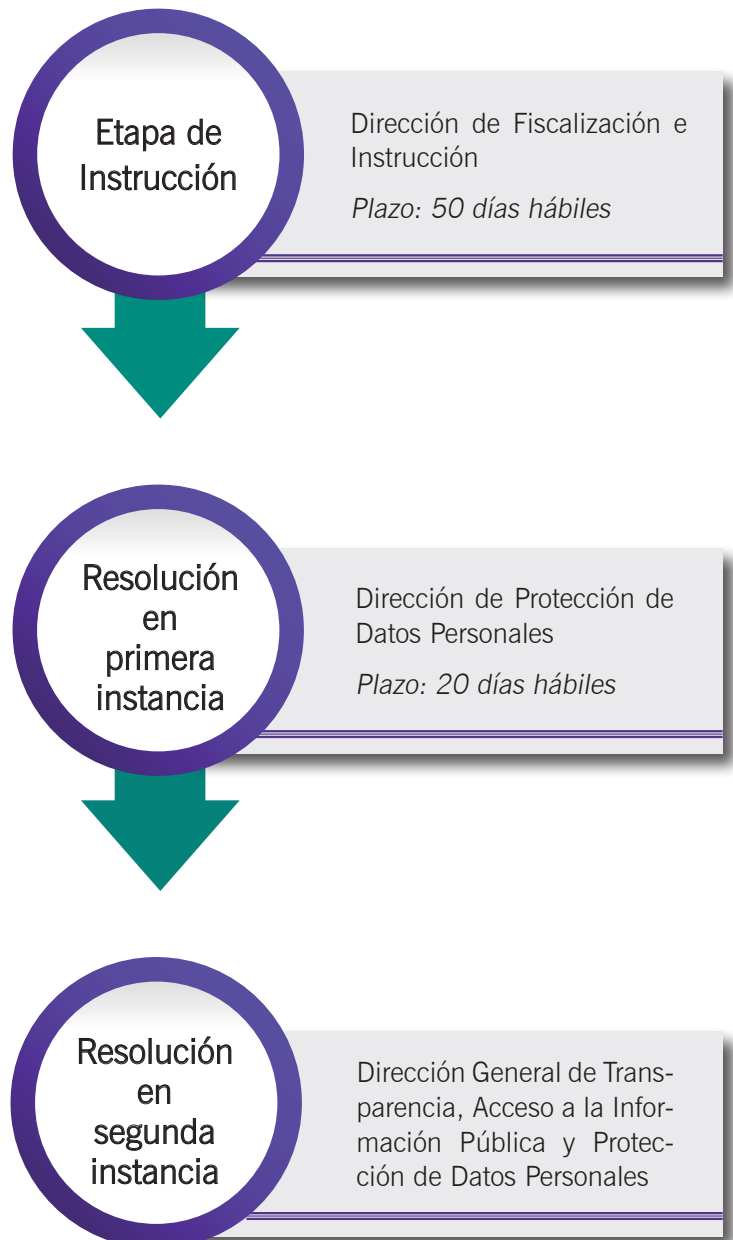 Etapa de
Instrucción
Dirección de Fiscalización e
Instrucción
Plazo: 50 días hábiles
Resolución
en
primera
instancia
Dirección de Protección de
Datos Personales
Plazo: 20 días hábiles
Resolución
en
segunda
instancia
Dirección General de Trans-
parencia, Acceso a la Infor-
mación Pública y Protec-
ción de Datos Personales